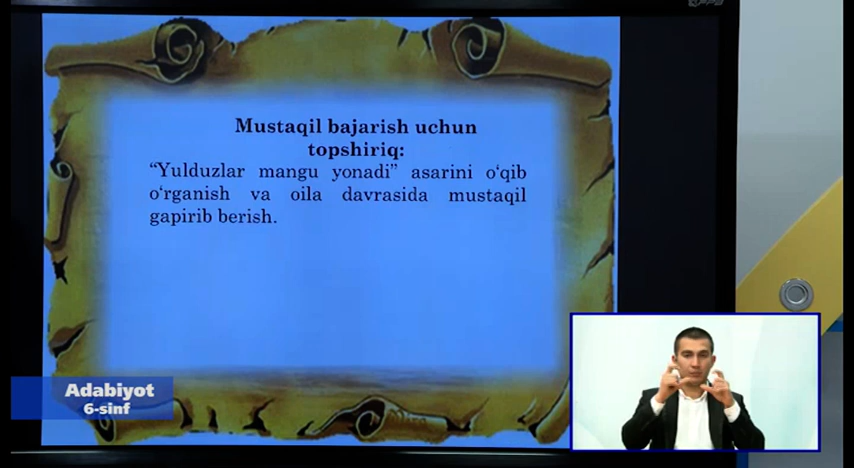 Mustaqil bajarish uchun
topshiriq:
“Yulduzlar mangu yonadi” asarini o‘qib
o‘rganish va oila davrasida mustaqil
gapirib berish.
Adabiyot
6-sinf